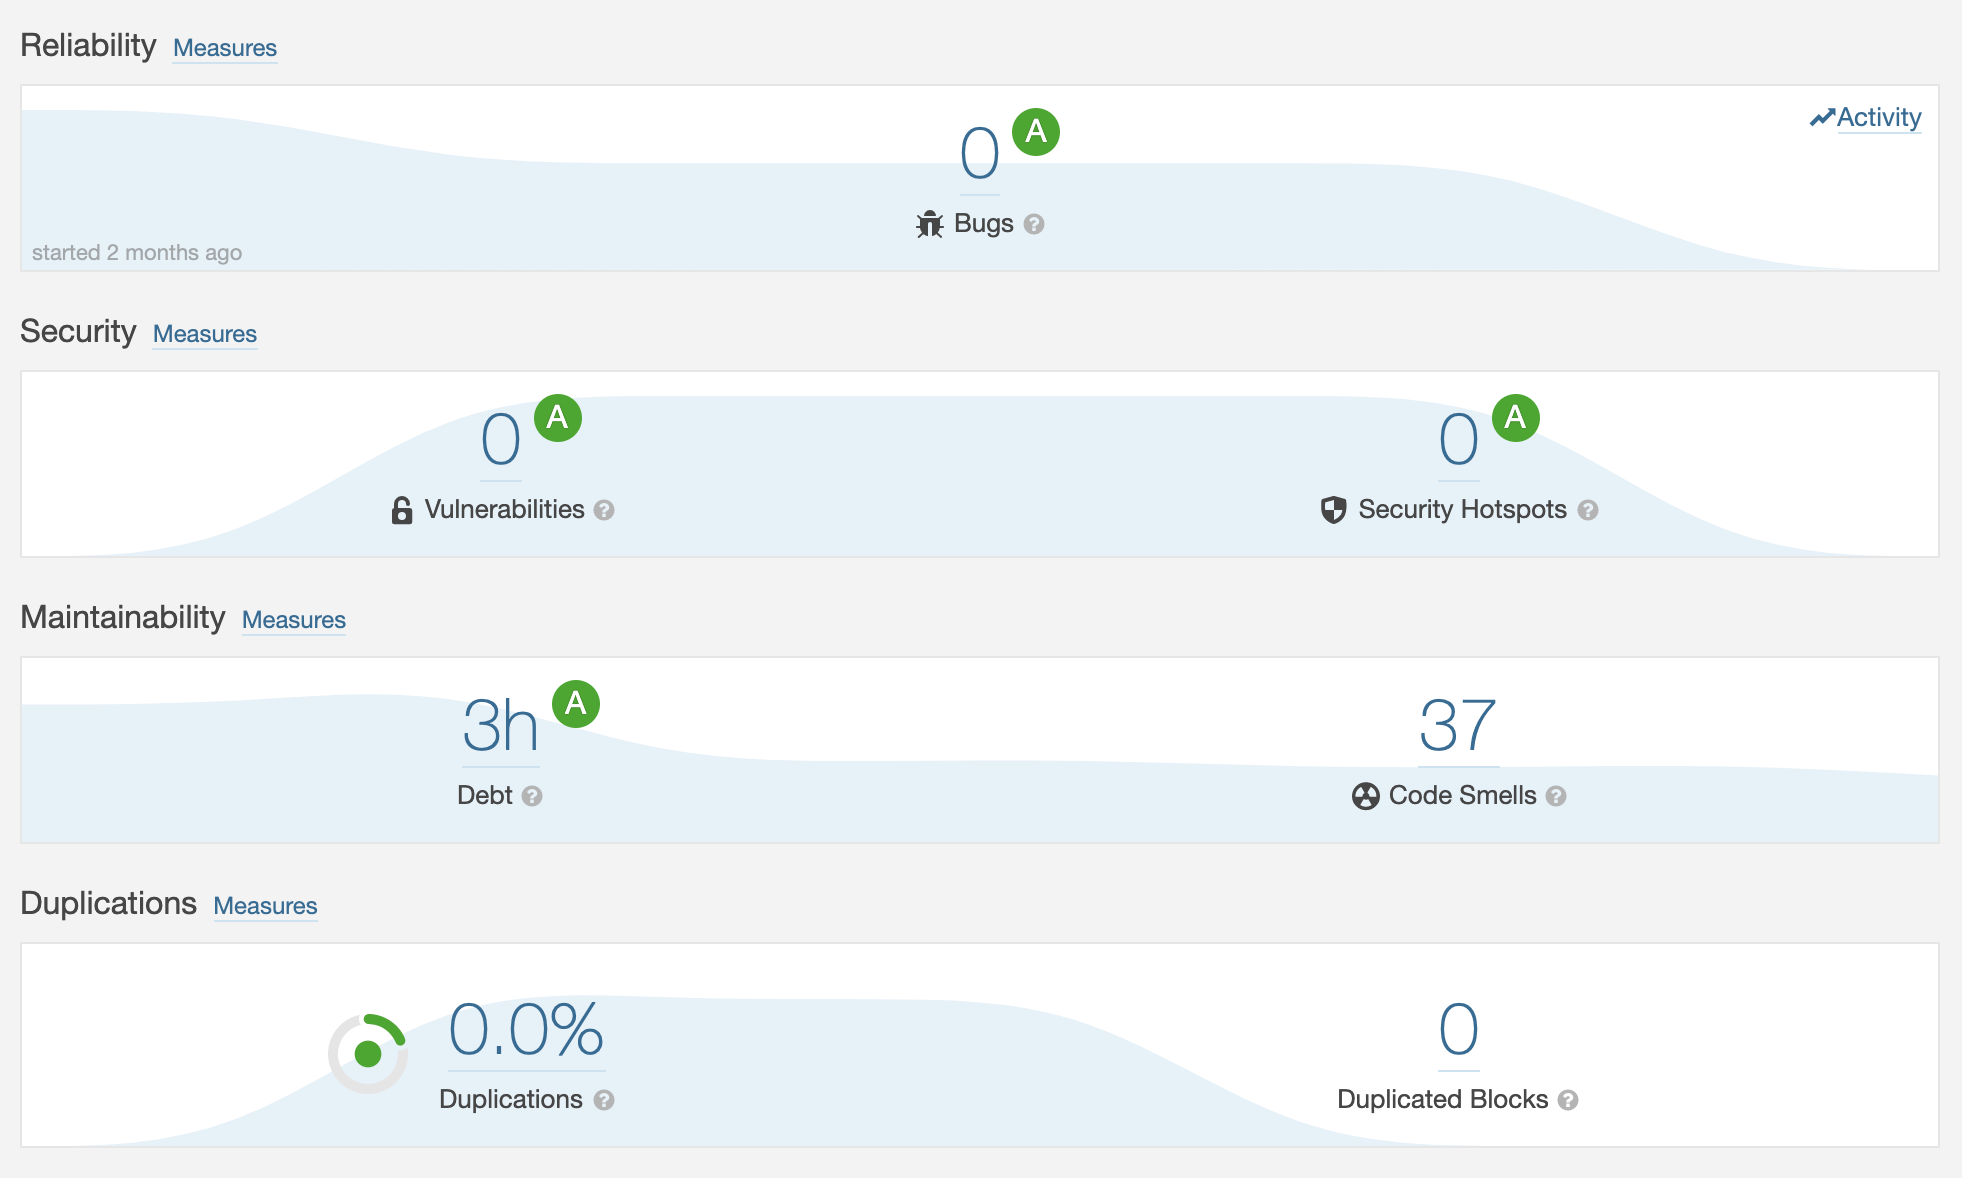 Reliability Measures
Activity
0 A
Bugs ?
started 2 months ago
Security Measures
0 A 0 A
Vulnerabilities ? Security Hotspots ?
Maintainability Measures
3h A 37
Debt ? Code Smells ?
Duplications Measures
0.0% 0
Duplications ? Duplicated Blocks ?